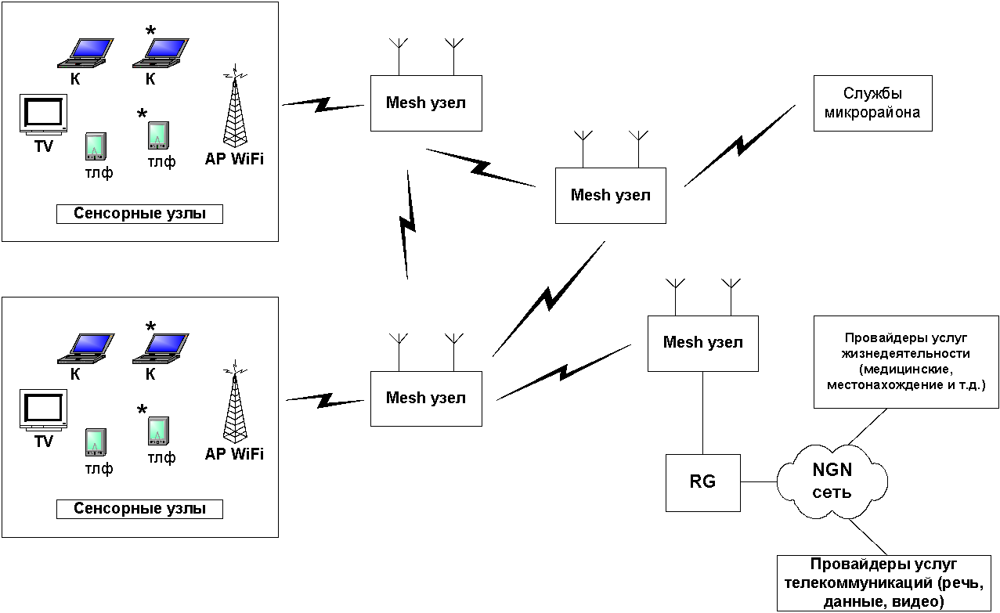 *
К
К
TV
*
тлф
тлф
AP WiFi
Сенсорные узлы
Mesh узел
Mesh узел
Службы
микрорайона
*
К
К
TV
*
тлф
тлф
AP WiFi
Сенсорные узлы
Mesh узел
Mesh узел
Провайдеры услуг
жизнедеятельности
(медицинские,
местонахождение и т.д.)
RG
NGN
сеть
Провайдеры услуг
телекоммуникаций (речь,
данные, видео)